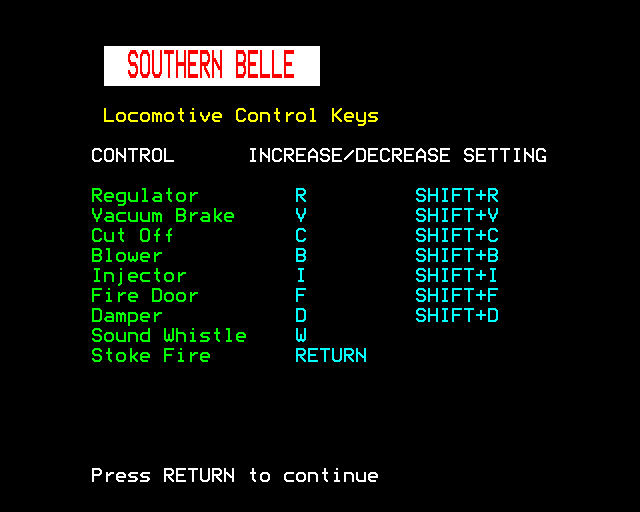 SOUTHERN BELLE
Locomotive Control Keys
CONTROL INCREASE/DECREASE SETTING
Regulator R SHIFT+R
Vacuum Brake V SHIFT+V
Cut Off C SHIFT+C
Blower B SHIFT+B
Injector I SHIFT+I
Fire Door F SHIFT+F
Damper D SHIFT+D
Sound Whistle W
Stoke Fire RETURN
Press RETURN to continue